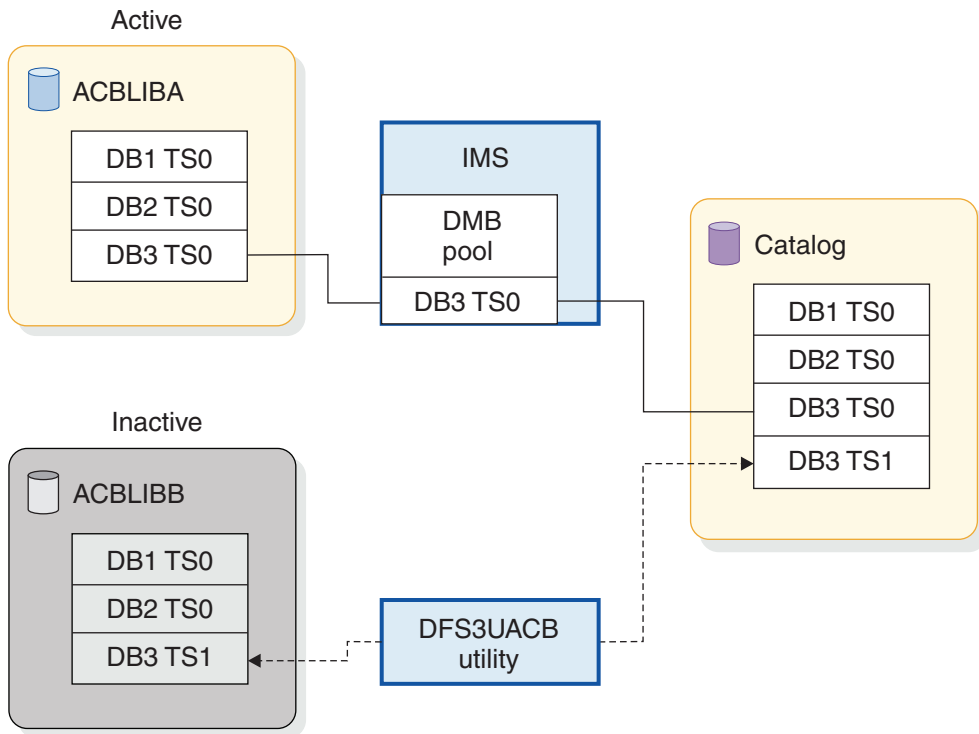 Active
ACBLIBA
DB1 TS0
DB2 TS0
DB3 TS0
IMS
DMB
pool
DB3 TS0
Catalog
DB1 TS0
DB2 TS0
DB3 TS0
DB3 TS1
Inactive
ACBLIBB
DB1 TS0
DB2 TS0
DB3 TS1
DFS3UACB
utility